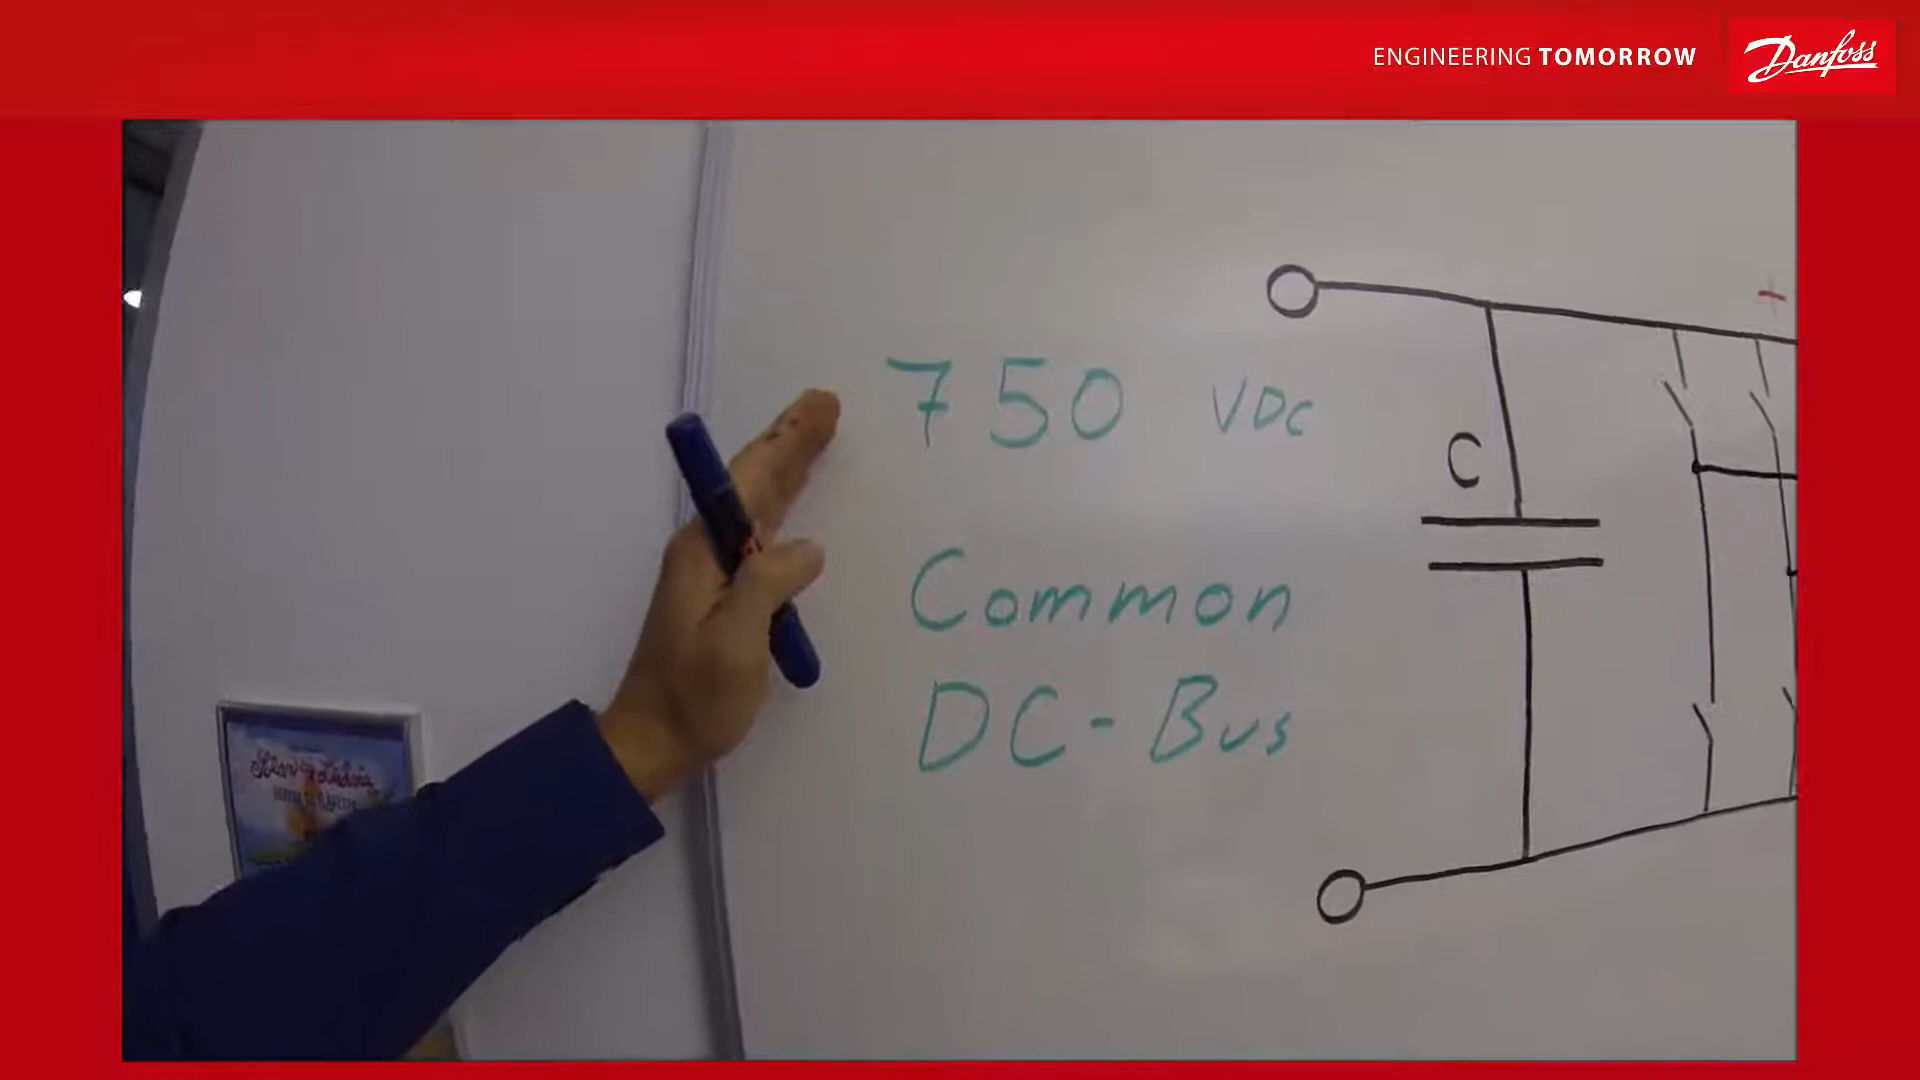 ENGINEERING TOMORROW
Danfoss
+
750 VDC
C
Common
DC-Bus